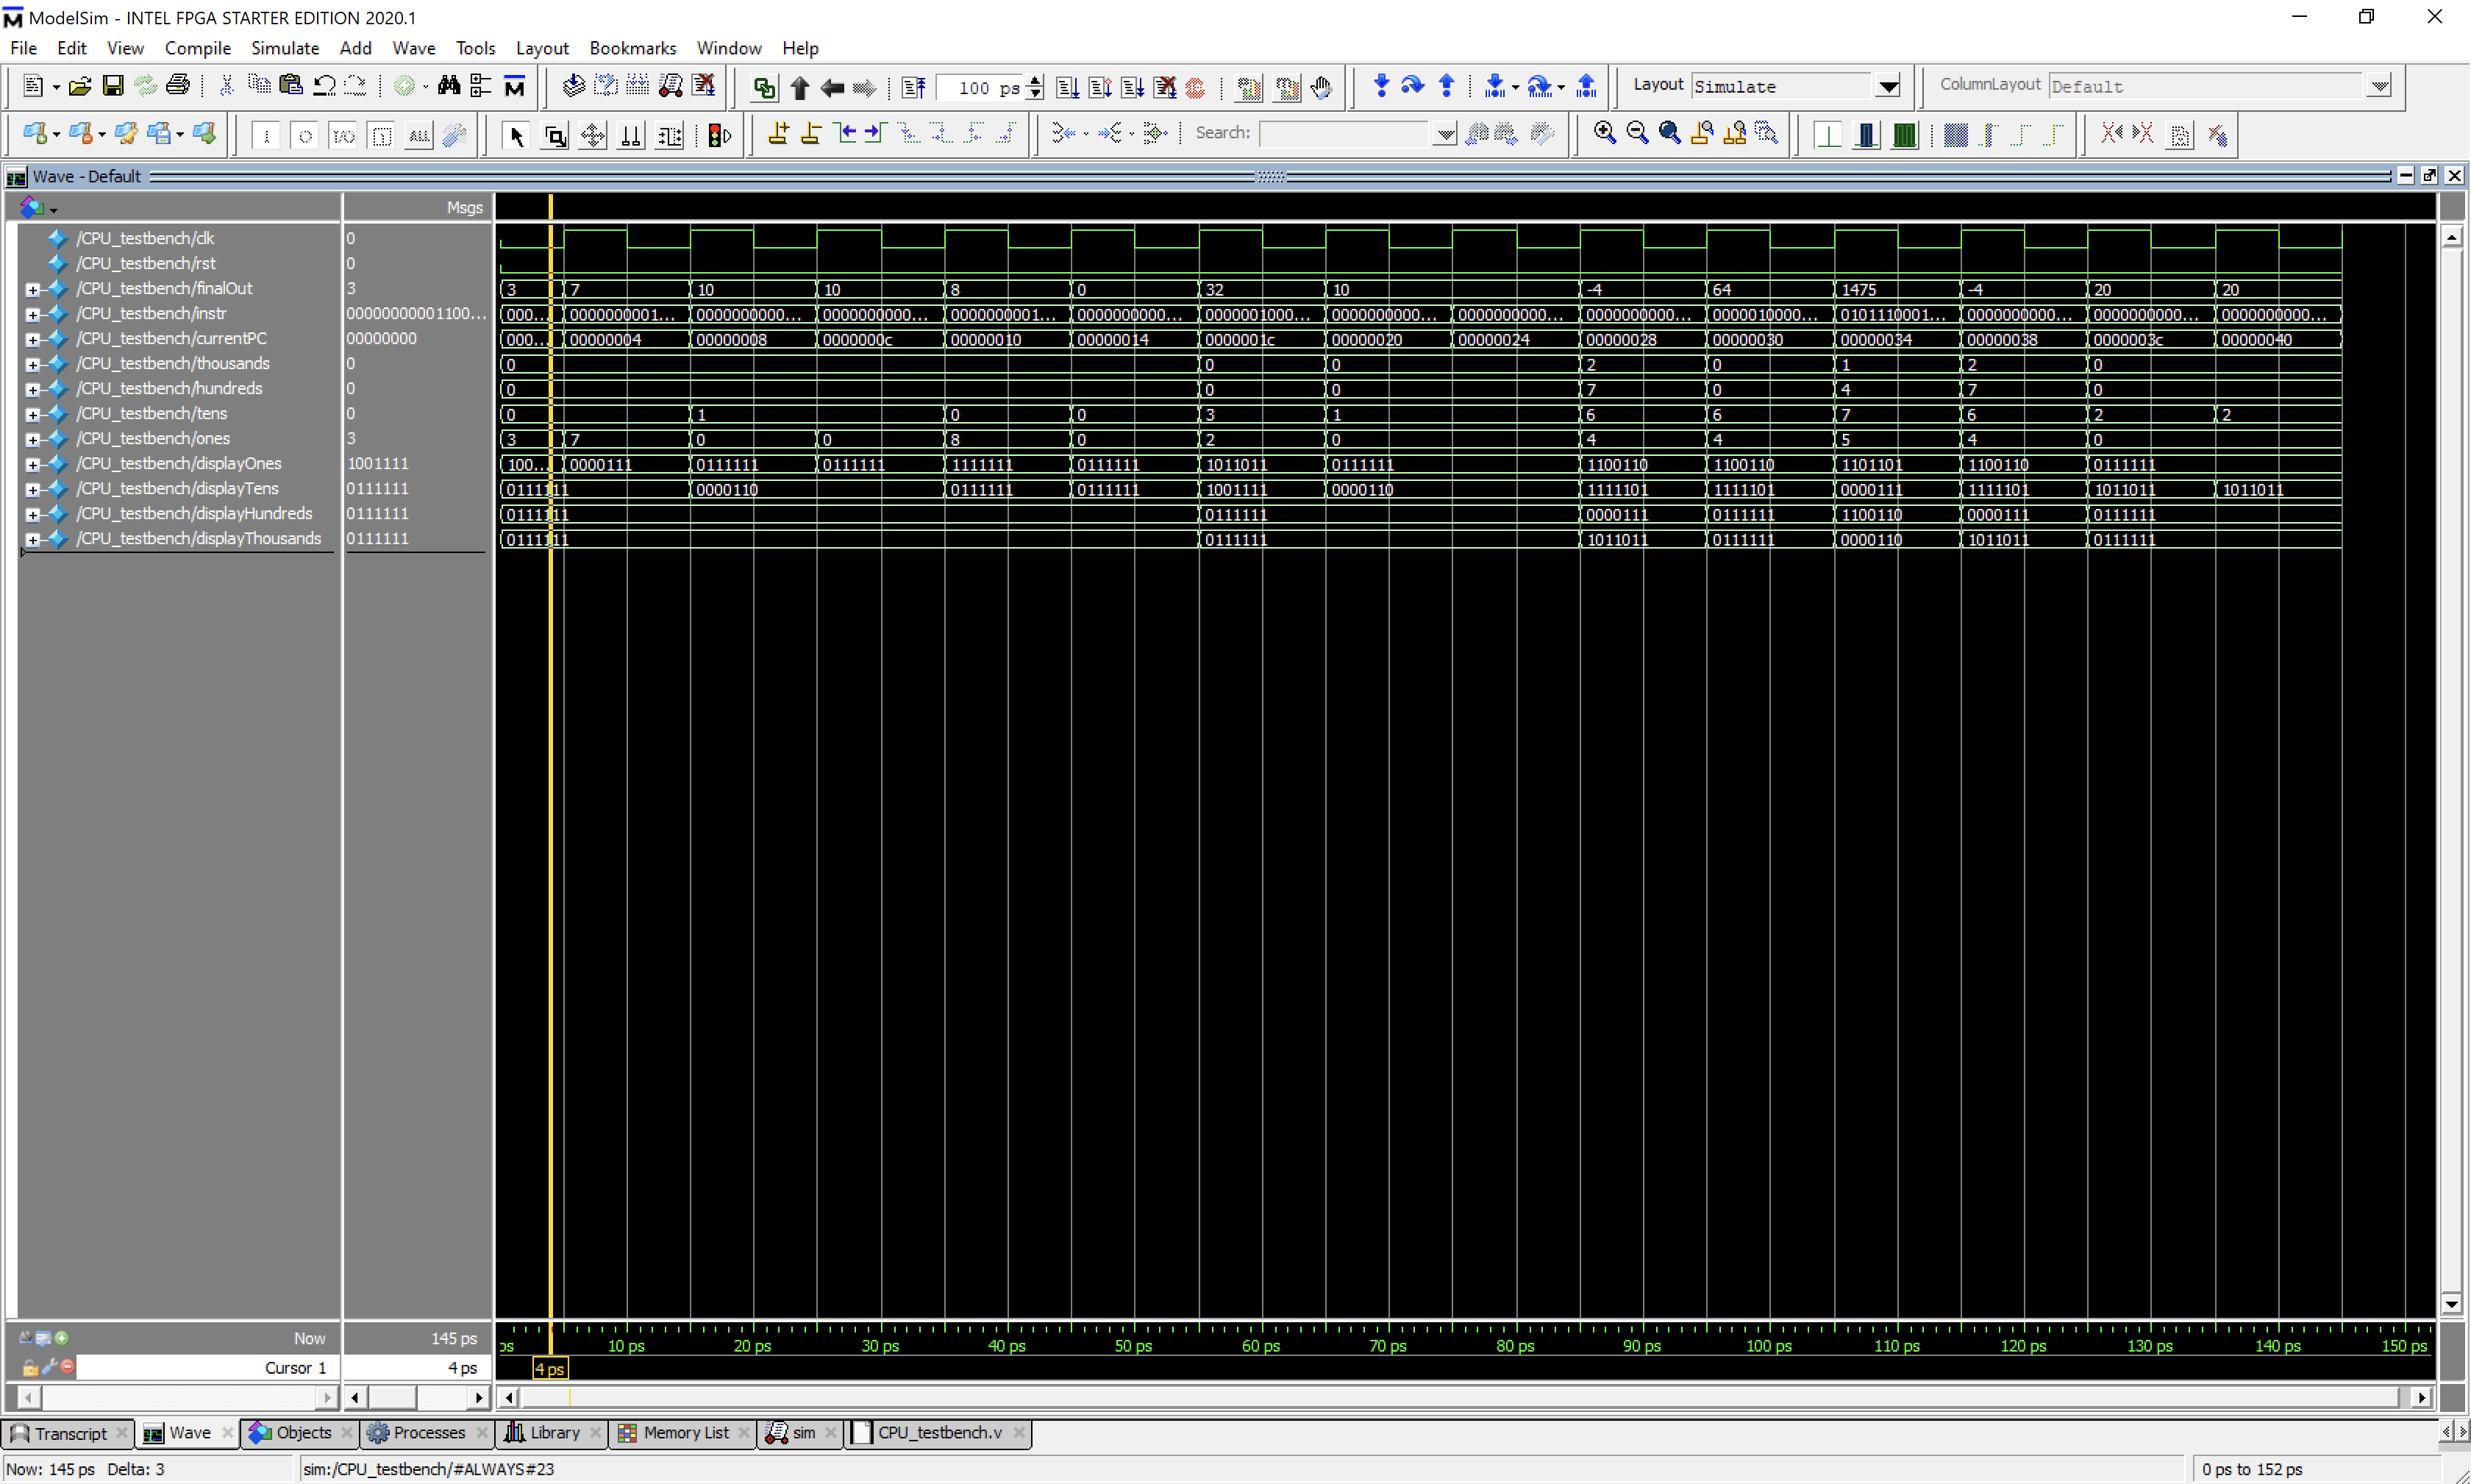 ModelSim - INTEL FPGA STARTER EDITION 2020.1
File Edit View Compile Simulate Add Wave Tools Layout Bookmarks Window Help
100 ps Layout Simulate ColumnLayout Default
I O I/O ALL Search:
Wave - Default
Msgs
/CPU_testbench/clk 0
/CPU_testbench/rst 0
/CPU_testbench/finalOut 3 3 7 10 10 8 0 32 10 -4 64 1475 -4 20 20
/CPU_testbench/instr 00000000001100... 000... 0000000001... 0000000000... 0000000000... 0000000001... 0000000000... 0000001000... 0000000000... 0000000000... 0000000000... 0000010000... 0101110001... 0000000000... 0000000000... 0000000000...
/CPU_testbench/currentPC 00000000 000... 00000004 00000008 0000000c 00000010 00000014 0000001c 00000020 00000024 00000028 00000030 00000034 00000038 0000003c 00000040
/CPU_testbench/thousands 0 0 0 0 2 0 1 2 0
/CPU_testbench/hundreds 0 0 0 0 7 0 4 7 0
/CPU_testbench/tens 0 0 1 0 0 3 1 6 6 7 6 2 2
/CPU_testbench/ones 3 3 7 0 0 8 0 2 0 4 4 5 4 0
/CPU_testbench/displayOnes 1001111 100... 0000111 0111111 0111111 1111111 0111111 1011011 0111111 1100110 1100110 1101101 1100110 0111111
/CPU_testbench/displayTens 0111111 0111111 0000110 0111111 0111111 1001111 0000110 1111101 1111101 0000111 1111101 1011011 1011011
/CPU_testbench/displayHundreds 0111111 0111111 0111111 0000111 0111111 1100110 0000111 0111111
/CPU_testbench/displayThousands 0111111 0111111 0111111 1011011 0111111 0000110 1011011 0111111
Now 145 ps ps 10 ps 20 ps 30 ps 40 ps 50 ps 60 ps 70 ps 80 ps 90 ps 100 ps 110 ps 120 ps 130 ps 140 ps 150 ps
Cursor 1 4 ps 4 ps
Transcript Wave Objects Processes Library Memory List sim CPU_testbench.v
Now: 145 ps Delta: 3 sim:/CPU_testbench/#ALWAYS#23 0 ps to 152 ps